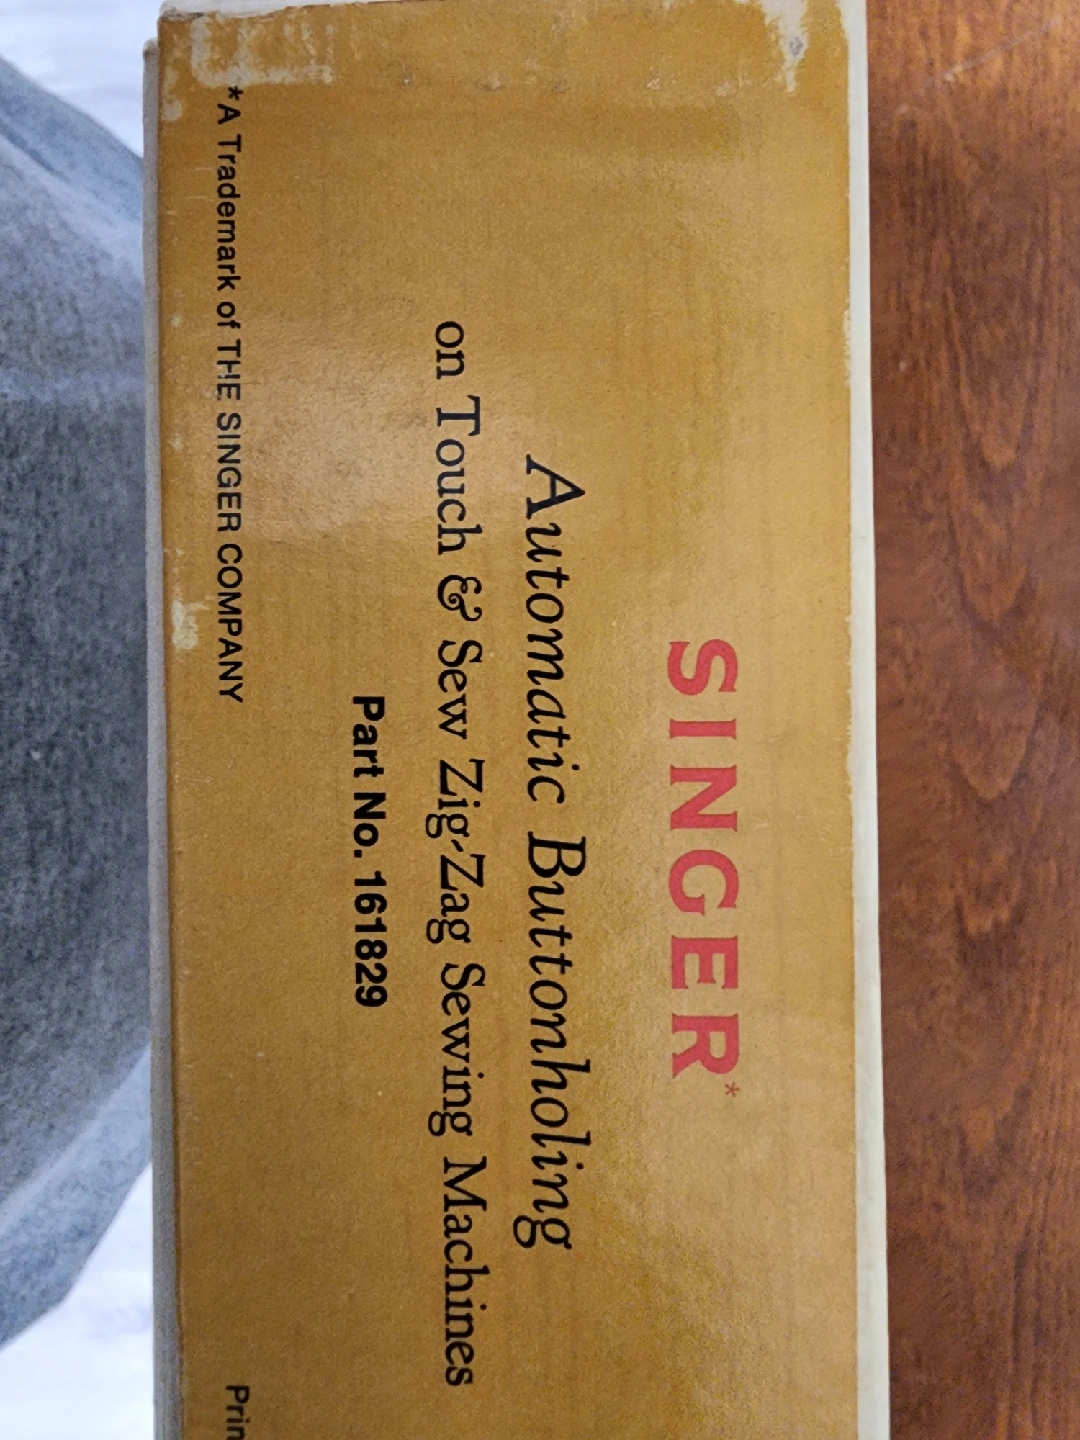 SINGER*
Automatic Buttonholing
on Touch & Sew Zig-Zag Sewing Machines
Part No. 161829
*A Trademark of THE SINGER COMPANY